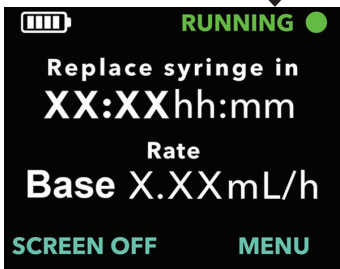 RUNNING
Replace syringe in
XX:XXhh:mm
Rate
Base X.XXmL/h
SCREEN OFF MENU